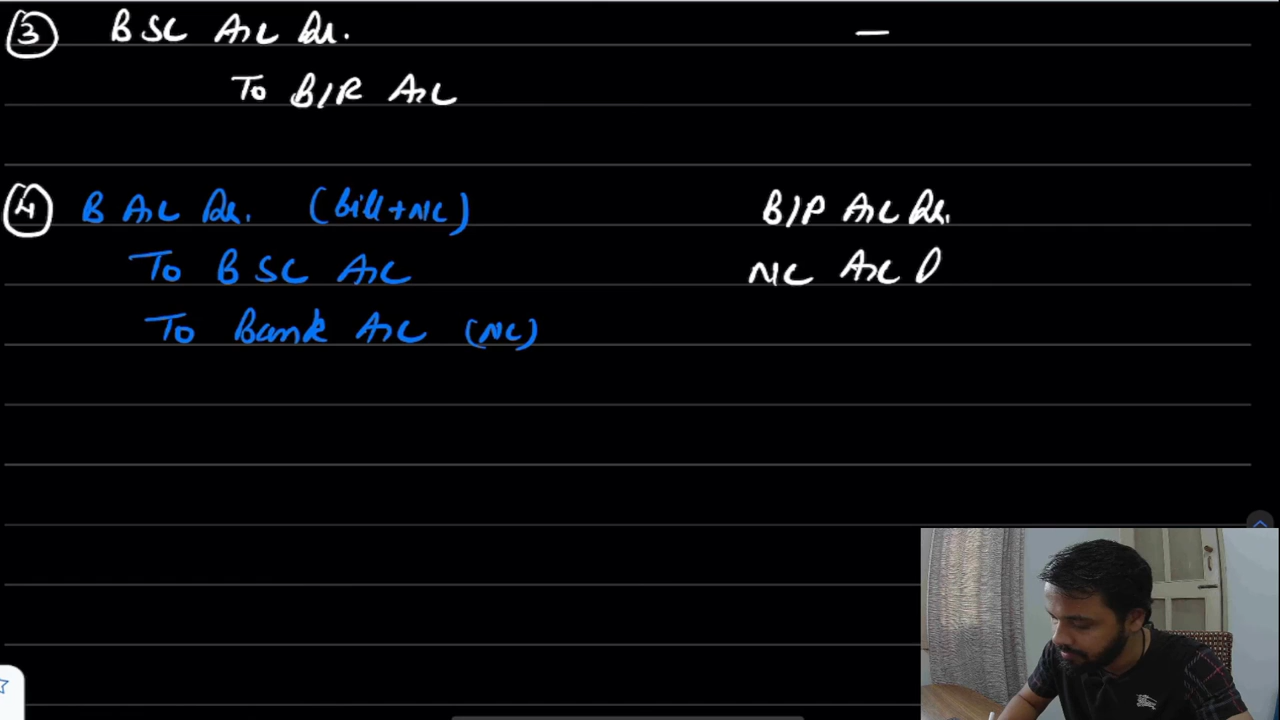 3 BSC A/c Dr. —
To B/R A/c
4 B A/c Dr. (bill+NC) B/P A/c Dr.
To BSC A/c NC A/c D
To Bank A/c (NC)